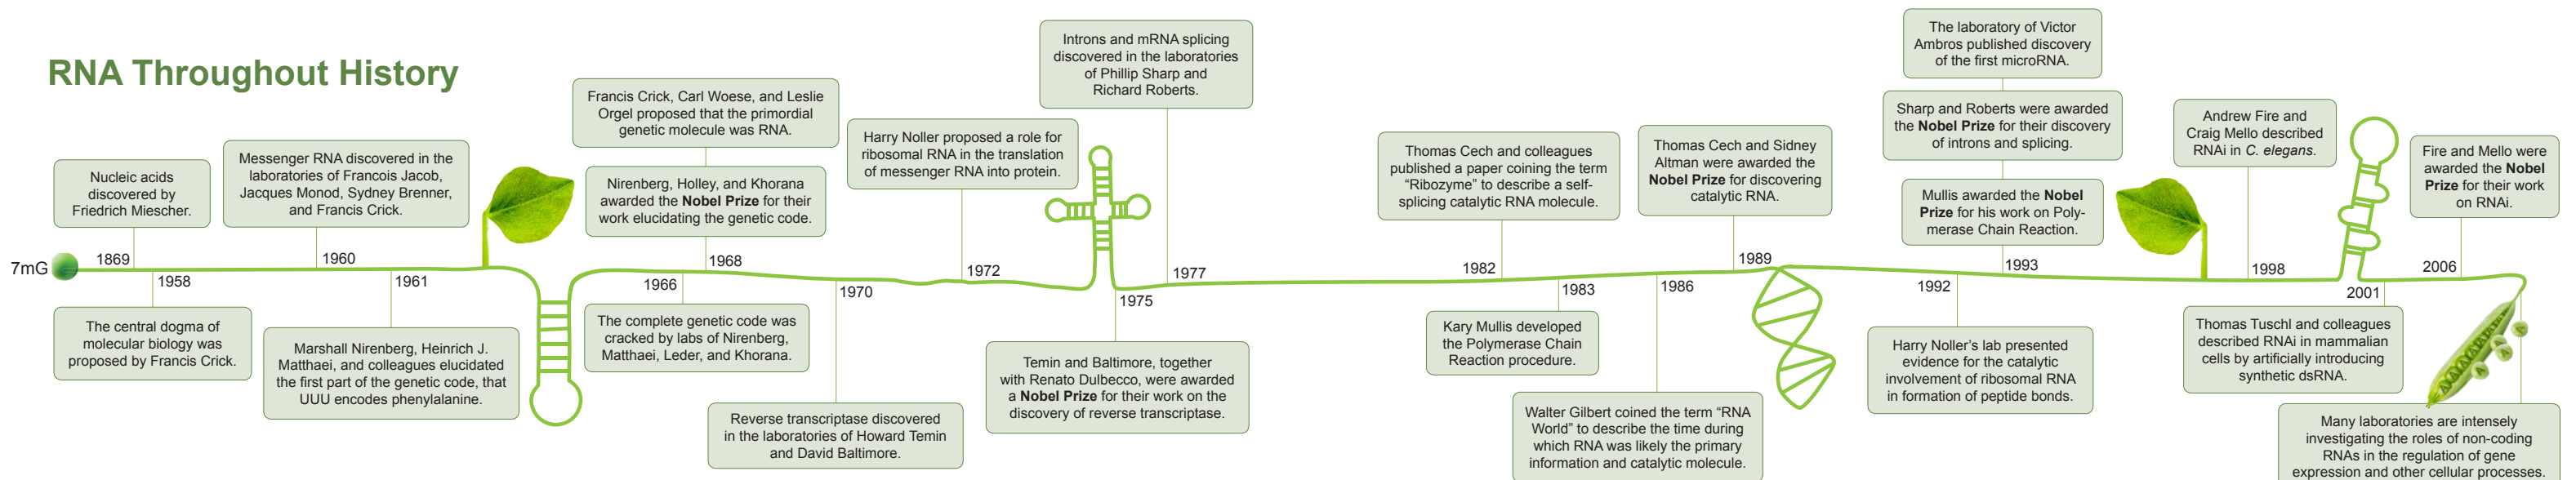 RNA Throughout History
7mG
1869
Nucleic acids
discovered by
Friedrich Miescher.
1958
The central dogma of
molecular biology was
proposed by Francis Crick.
1960
Messenger RNA discovered in the
laboratories of Francois Jacob,
Jacques Monod, Sydney Brenner,
and Francis Crick.
1961
Marshall Nirenberg, Heinrich J.
Matthaei, and colleagues elucidated
the first part of the genetic code, that
UUU encodes phenylalanine.
1966
The complete genetic code was
cracked by labs of Nirenberg,
Matthaei, Leder, and Khorana.
1968
Francis Crick, Carl Woese, and Leslie
Orgel proposed that the primordial
genetic molecule was RNA.
Nirenberg, Holley, and Khorana
awarded the Nobel Prize for their
work elucidating the genetic code.
1970
Reverse transcriptase discovered
in the laboratories of Howard Temin
and David Baltimore.
1972
Harry Noller proposed a role for
ribosomal RNA in the translation
of messenger RNA into protein.
1975
Temin and Baltimore, together
with Renato Dulbecco, were awarded
a Nobel Prize for their work on the
discovery of reverse transcriptase.
1977
Introns and mRNA splicing
discovered in the laboratories
of Phillip Sharp and
Richard Roberts.
1982
Thomas Cech and colleagues
published a paper coining the term
“Ribozyme” to describe a self-
splicing catalytic RNA molecule.
1983
Kary Mullis developed
the Polymerase Chain
Reaction procedure.
1986
Walter Gilbert coined the term “RNA
World” to describe the time during
which RNA was likely the primary
information and catalytic molecule.
1989
Thomas Cech and Sidney
Altman were awarded the
Nobel Prize for discovering
catalytic RNA.
1992
Harry Noller’s lab presented
evidence for the catalytic
involvement of ribosomal RNA
in formation of peptide bonds.
1993
The laboratory of Victor
Ambros published discovery
of the first microRNA.
Sharp and Roberts were awarded
the Nobel Prize for their discovery
of introns and splicing.
Mullis awarded the Nobel
Prize for his work on Poly-
merase Chain Reaction.
1998
Andrew Fire and
Craig Mello described
RNAi in C. elegans.
2001
Thomas Tuschl and colleagues
described RNAi in mammalian
cells by artificially introducing
synthetic dsRNA.
2006
Fire and Mello were
awarded the Nobel
Prize for their work
on RNAi.
Many laboratories are intensely
investigating the roles of non-coding
RNAs in the regulation of gene
expression and other cellular processes.